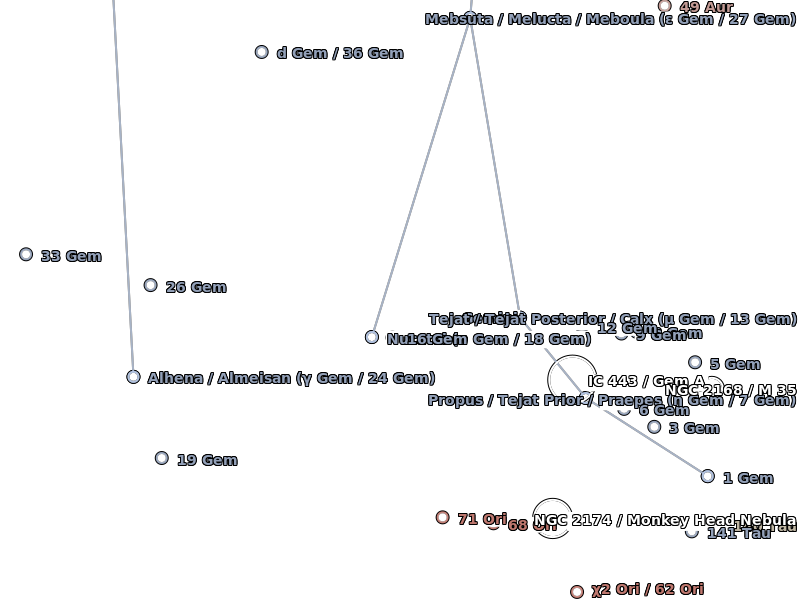 49 Aur
Mebsuta / Melucta / Meboula (ε Gem / 27 Gem)
d Gem / 36 Gem
33 Gem
26 Gem
Tejat / Tejat Posterior / Calx (μ Gem / 13 Gem)
12 Gem
9 Gem
Gem / 18 Gem)
16 Gem
5 Gem
Alhena / Almeisan (γ Gem / 24 Gem)
IC 443 / Gem A
NGC 2168 / M 35
Propus / Tejat Prior / Praepes (η Gem / 7 Gem)
6 Gem
3 Gem
19 Gem
1 Gem
71 Ori
68 Ori
NGC 2174 / Monkey Head Nebula
141 Tau
χ2 Ori / 62 Ori